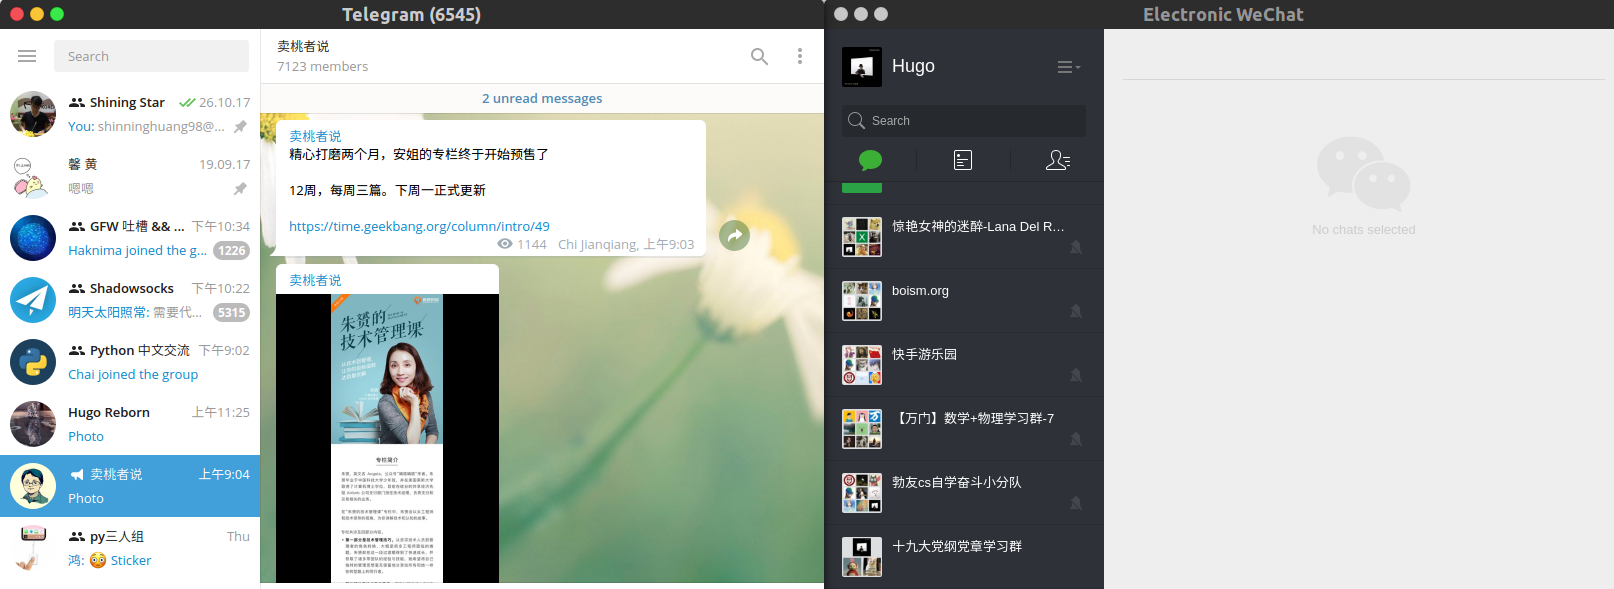 Telegram (6545)
Search
Shining Star 26.10.17
You: shinninghuang98@...
馨 黄 19.09.17
嗯嗯
GFW 吐槽 && ... 下午10:34
Haknima joined the g... 1226
Shadowsocks 下午10:22
明天太阳照常: 需要代... 5315
Python 中文交流 下午9:02
Chai joined the group
Hugo Reborn 上午11:25
Photo
卖桃者说 上午9:04
Photo
py三人组 Thu
鸿: 😳 Sticker
卖桃者说
7123 members
2 unread messages
卖桃者说
精心打磨两个月，安姐的专栏终于开始预售了
12周，每周三篇。下周一正式更新
https://time.geekbang.org/column/intro/49
1144 Chi Jianqiang, 上午9:03
卖桃者说
朱赟的
技术管理课
专栏简介
Electronic WeChat
Hugo
Search
惊艳女神的迷醉-Lana Del R...
boism.org
快手游乐园
【万门】数学+物理学习群-7
勃友cs自学奋斗小分队
十九大党纲党章学习群
No chats selected